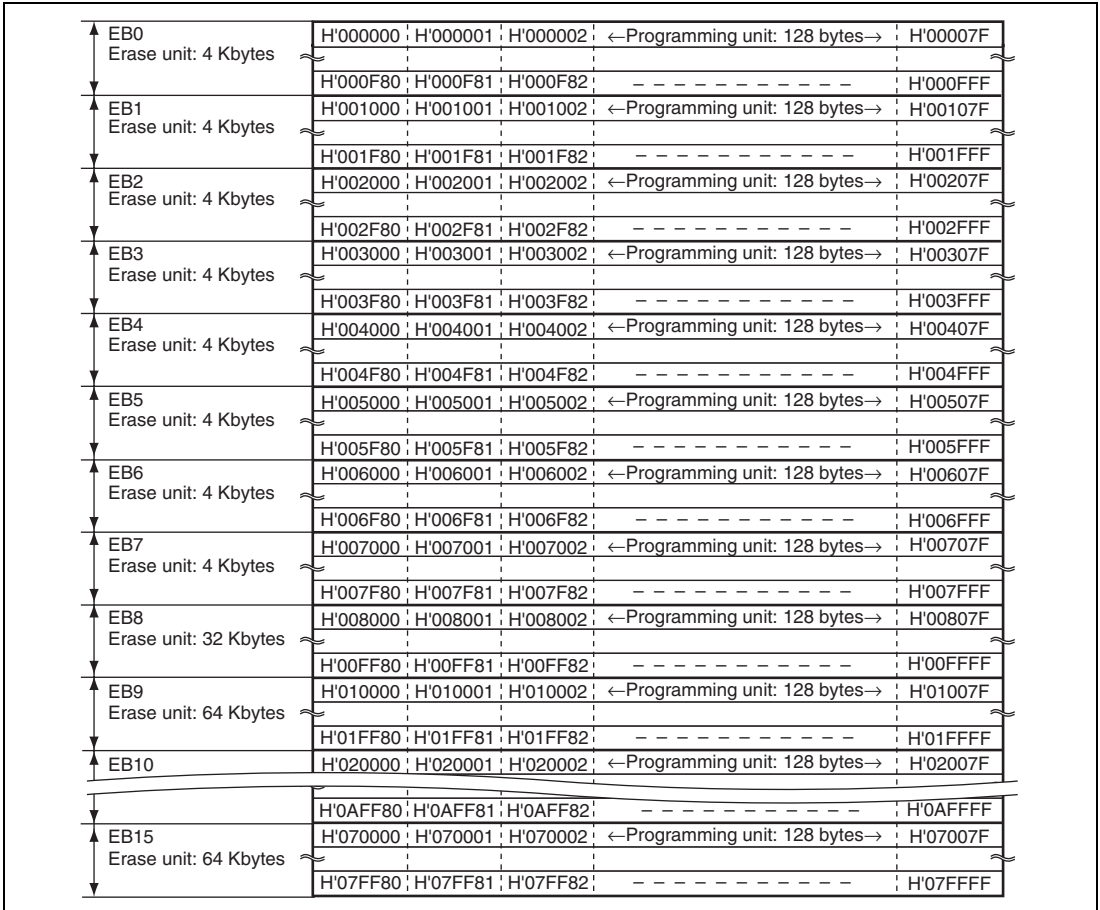 EB0 H'000000 H'000001 H'000002 ←Programming unit: 128 bytes→ H'00007F
Erase unit: 4 Kbytes
H'000F80 H'000F81 H'000F82 – – – – – – – – – – – H'000FFF
EB1 H'001000 H'001001 H'001002 ←Programming unit: 128 bytes→ H'00107F
Erase unit: 4 Kbytes
H'001F80 H'001F81 H'001F82 – – – – – – – – – – – H'001FFF
EB2 H'002000 H'002001 H'002002 ←Programming unit: 128 bytes→ H'00207F
Erase unit: 4 Kbytes
H'002F80 H'002F81 H'002F82 – – – – – – – – – – – H'002FFF
EB3 H'003000 H'003001 H'003002 ←Programming unit: 128 bytes→ H'00307F
Erase unit: 4 Kbytes
H'003F80 H'003F81 H'003F82 – – – – – – – – – – – H'003FFF
EB4 H'004000 H'004001 H'004002 ←Programming unit: 128 bytes→ H'00407F
Erase unit: 4 Kbytes
H'004F80 H'004F81 H'004F82 – – – – – – – – – – – H'004FFF
EB5 H'005000 H'005001 H'005002 ←Programming unit: 128 bytes→ H'00507F
Erase unit: 4 Kbytes
H'005F80 H'005F81 H'005F82 – – – – – – – – – – – H'005FFF
EB6 H'006000 H'006001 H'006002 ←Programming unit: 128 bytes→ H'00607F
Erase unit: 4 Kbytes
H'006F80 H'006F81 H'006F82 – – – – – – – – – – – H'006FFF
EB7 H'007000 H'007001 H'007002 ←Programming unit: 128 bytes→ H'00707F
Erase unit: 4 Kbytes
H'007F80 H'007F81 H'007F82 – – – – – – – – – – – H'007FFF
EB8 H'008000 H'008001 H'008002 ←Programming unit: 128 bytes→ H'00807F
Erase unit: 32 Kbytes
H'00FF80 H'00FF81 H'00FF82 – – – – – – – – – – – H'00FFFF
EB9 H'010000 H'010001 H'010002 ←Programming unit: 128 bytes→ H'01007F
Erase unit: 64 Kbytes
H'01FF80 H'01FF81 H'01FF82 – – – – – – – – – – – H'01FFFF
EB10 H'020000 H'020001 H'020002 ←Programming unit: 128 bytes→ H'02007F
H'0AFF80 H'0AFF81 H'0AFF82 – – – – – – – – – – – H'0AFFFF
EB15 H'070000 H'070001 H'070002 ←Programming unit: 128 bytes→ H'07007F
Erase unit: 64 Kbytes
H'07FF80 H'07FF81 H'07FF82 – – – – – – – – – – – H'07FFFF